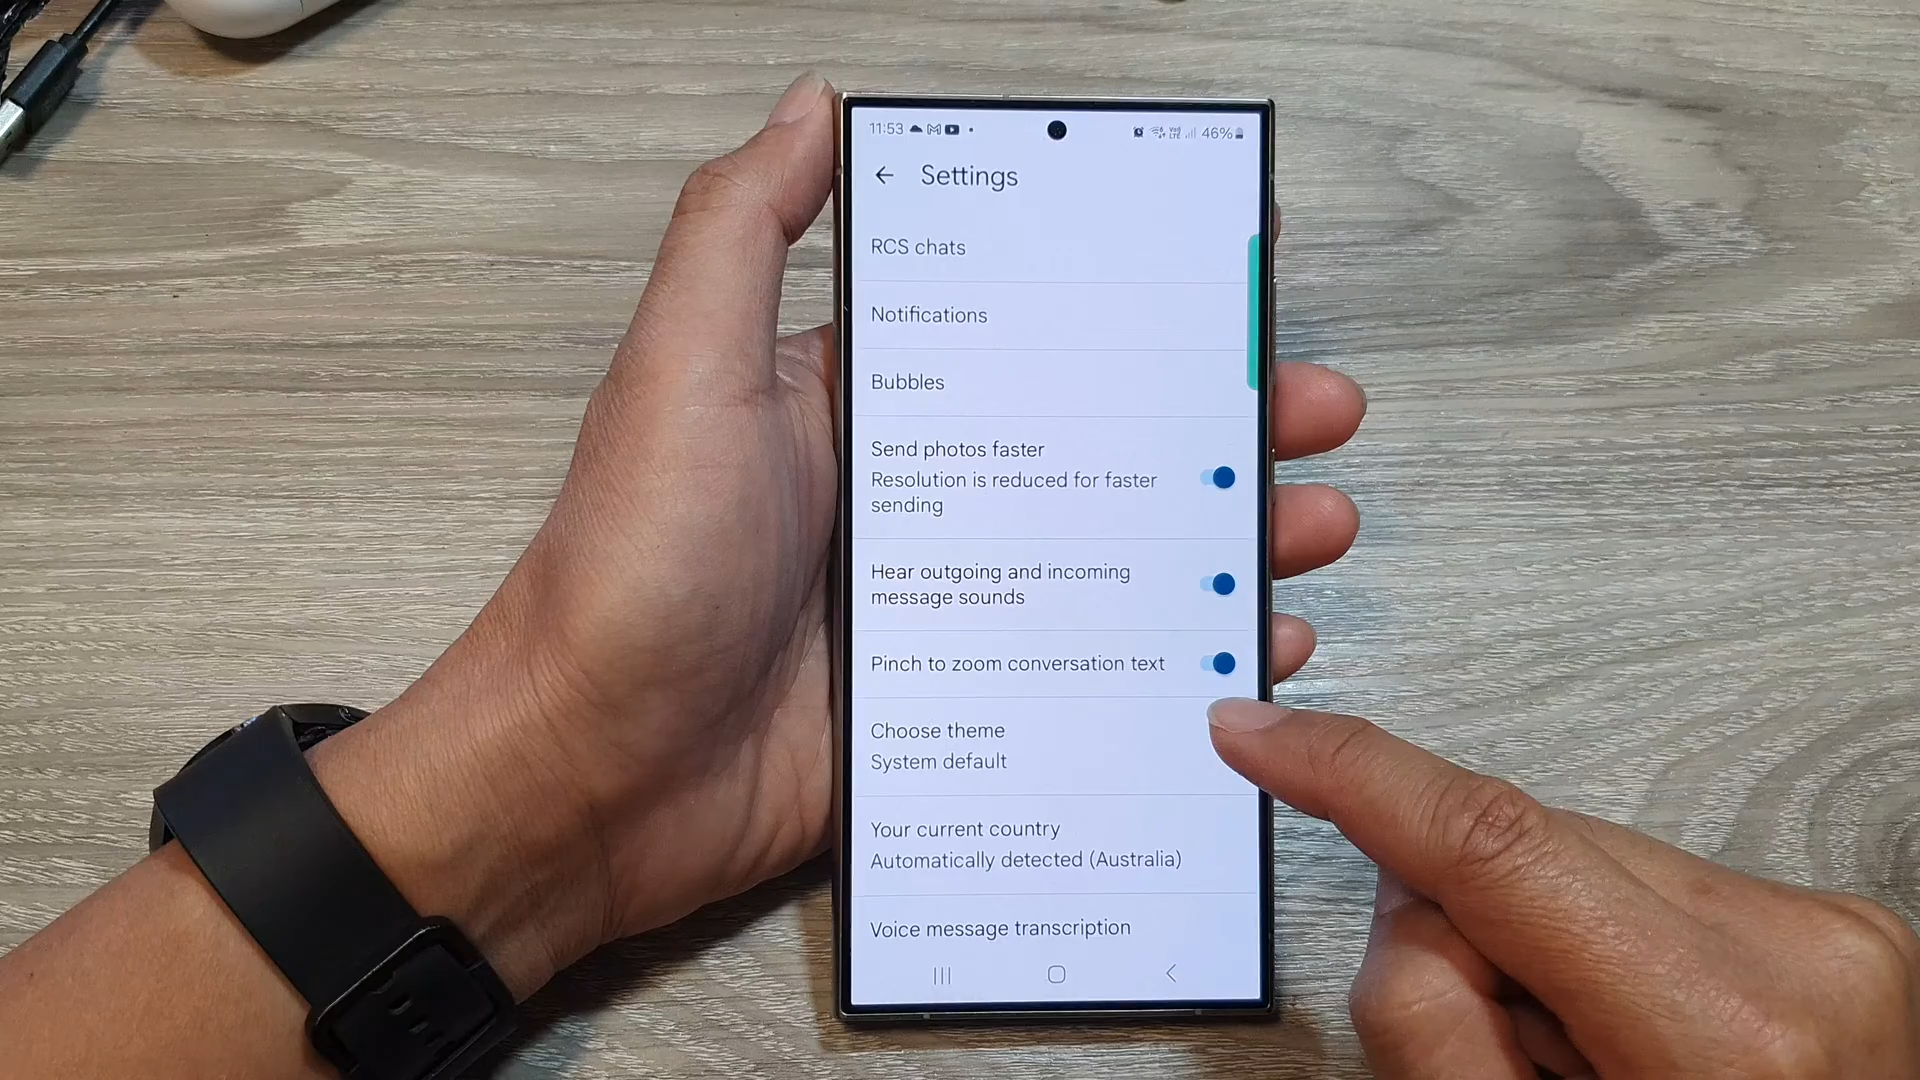 11:53 46%
Settings
RCS chats
Notifications
Bubbles
Send photos faster
Resolution is reduced for faster
sending
Hear outgoing and incoming
message sounds
Pinch to zoom conversation text
Choose theme
System default
Your current country
Automatically detected (Australia)
Voice message transcription